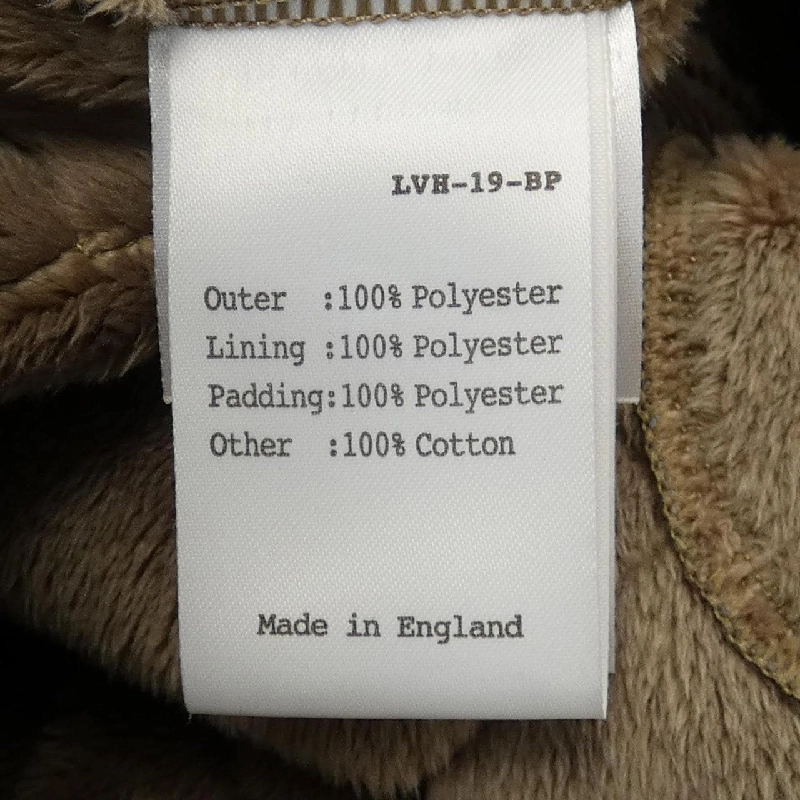 LVH-19-BP
Outer :100% Polyester
Lining :100% Polyester
Padding:100% Polyester
Other :100% Cotton
Made in England